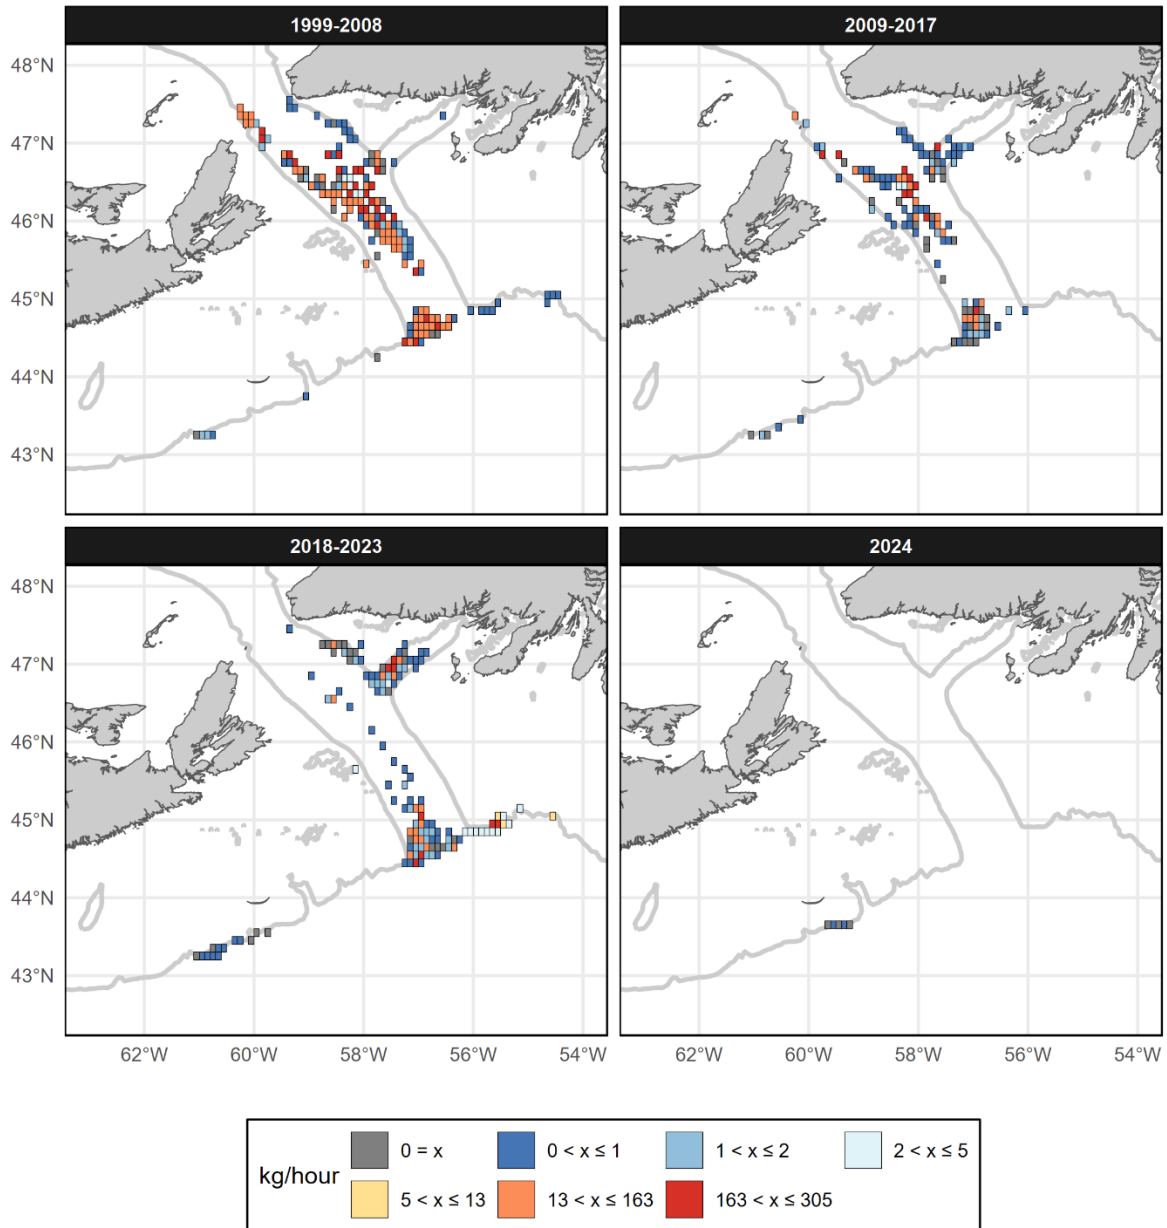 1999-2008
2009-2017
48°N
47°N
46°N
45°N
44°N
43°N
2018-2023
2024
48°N
47°N
46°N
45°N
44°N
43°N
62°W 60°W 58°W 56°W 54°W
62°W 60°W 58°W 56°W 54°W
kg/hour
0 = x
0 < x ≤ 1
1 < x ≤ 2
2 < x ≤ 5
5 < x ≤ 13
13 < x ≤ 163
163 < x ≤ 305